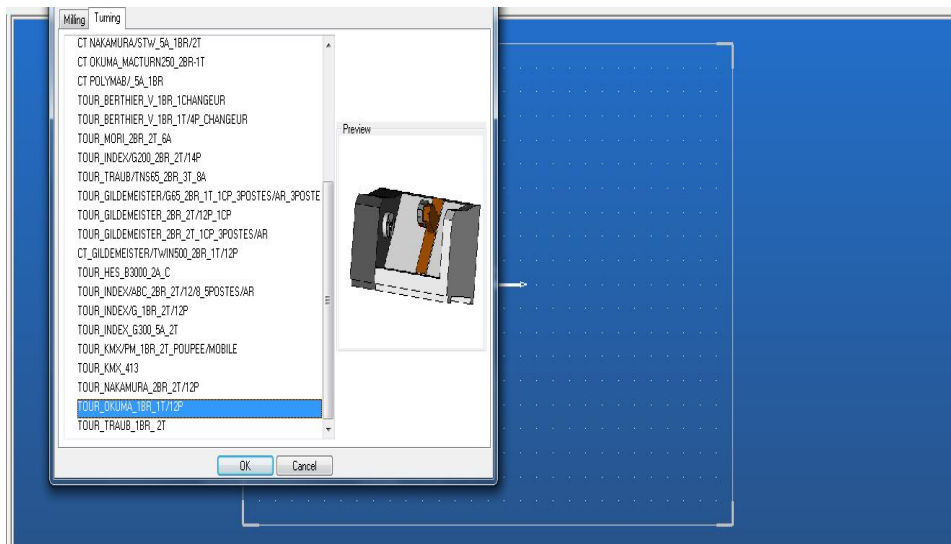 Milling Turning
CT NAKAMURA/STW_5A_1BR/2T
CT OKUMA_MACTURN250_2BR-1T
CT POLYMAB/_5A_1BR
TOUR_BERTHIER_V_1BR_1CHANGEUR
TOUR_BERTHIER_V_1BR_1T/4P_CHANGEUR
TOUR_MORI_2BR_2T_6A
TOUR_INDEX/G200_2BR_2T/14P
TOUR_TRAUB/TNS65_2BR_3T_8A
TOUR_GILDEMEISTER/G65_2BR_1T_1CP_3POSTES/AR_3POSTE
TOUR_GILDEMEISTER_2BR_2T/12P_1CP
TOUR_GILDEMEISTER_2BR_2T_1CP_3POSTES/AR
CT_GILDEMEISTER/TWIN500_2BR_1T/12P
TOUR_HES_B3000_2A_C
TOUR_INDEX/ABC_2BR_2T/12/8_5POSTES/AR
TOUR_INDEX/G_1BR_2T/12P
TOUR_INDEX_G300_5A_2T
TOUR_KMX/PM_1BR_2T_POUPEE/MOBILE
TOUR_KMX_413
TOUR_NAKAMURA_2BR_2T/12P
TOUR_OKUMA_1BR_1T/12P
TOUR_TRAUB_1BR_ 2T
Preview
OK Cancel